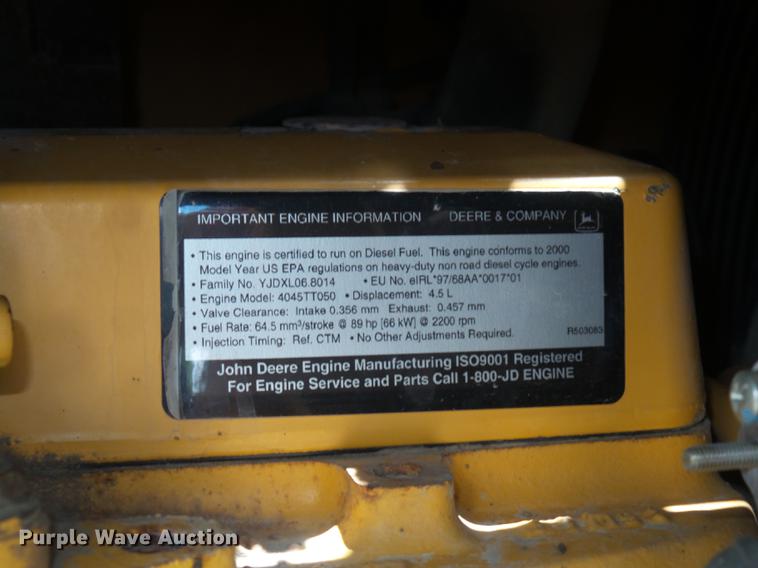 IMPORTANT ENGINE INFORMATION DEERE & COMPANY
• This engine is certified to run on Diesel Fuel. This engine conforms to 2000
Model Year US EPA regulations on heavy-duty non road diesel cycle engines.
• Family No. YJDXL06.8014 • EU No. eIRL*97/68AA*0017*01
• Engine Model: 4045TT050 • Displacement: 4.5 L
• Valve Clearance: Intake 0.356 mm Exhaust: 0.457 mm
• Fuel Rate: 64.5 mm³/stroke @ 89 hp [66 kW] @ 2200 rpm
• Injection Timing: Ref. CTM • No Other Adjustments Required. R503083
John Deere Engine Manufacturing ISO9001 Registered
For Engine Service and Parts Call 1-800-JD ENGINE
Purple Wave Auction